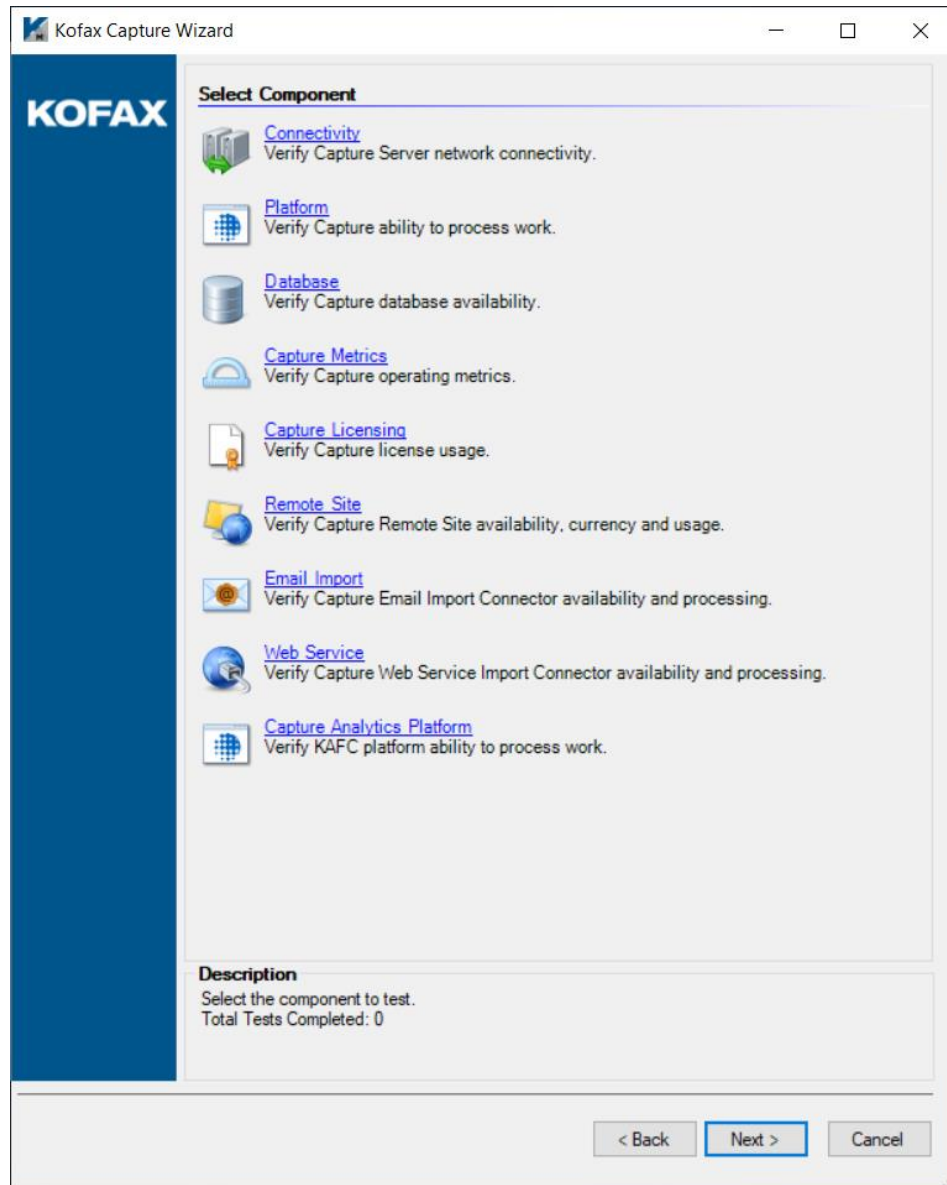 Kofax Capture Wizard
KOFAX
Select Component
Connectivity
Verify Capture Server network connectivity.
Platform
Verify Capture ability to process work.
Database
Verify Capture database availability.
Capture Metrics
Verify Capture operating metrics.
Capture Licensing
Verify Capture license usage.
Remote Site
Verify Capture Remote Site availability, currency and usage.
Email Import
Verify Capture Email Import Connector availability and processing.
Web Service
Verify Capture Web Service Import Connector availability and processing.
Capture Analytics Platform
Verify KAFC platform ability to process work.
Description
Select the component to test.
Total Tests Completed: 0
< Back Next > Cancel